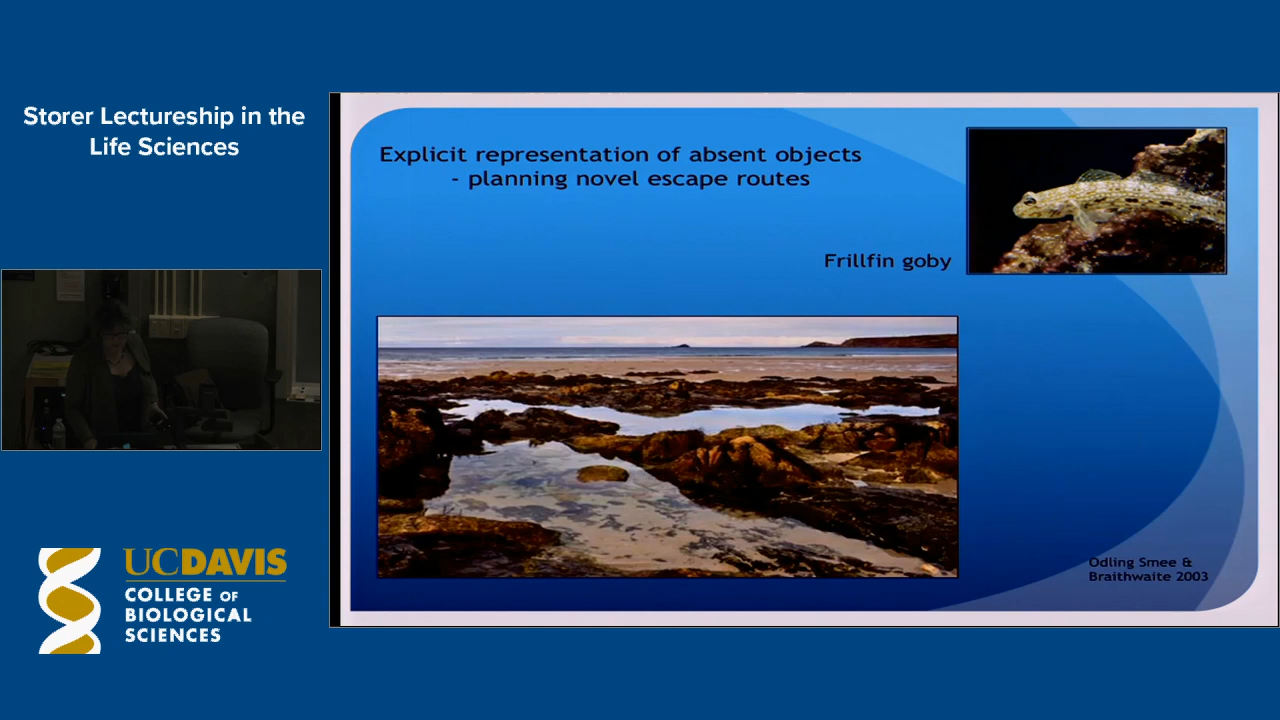 Storer Lectureship in the
Life Sciences
Explicit representation of absent objects
- planning novel escape routes
Frillfin goby
Odling Smee &
Braithwaite 2003
UCDAVIS
COLLEGE OF
BIOLOGICAL
SCIENCES